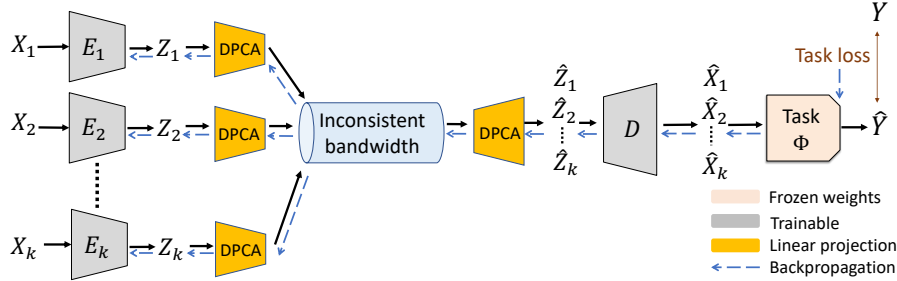 X₁ E₁ Z₁ DPCA
X₂ E₂ Z₂ DPCA
Xₖ Eₖ Zₖ DPCA
Inconsistent
bandwidth
DPCA
Ẑ₁
Ẑ₂
Ẑₖ
D
X̂₁
X̂₂
X̂ₖ
Task
Φ
Task loss
Y
Ŷ
Frozen weights
Trainable
Linear projection
Backpropagation